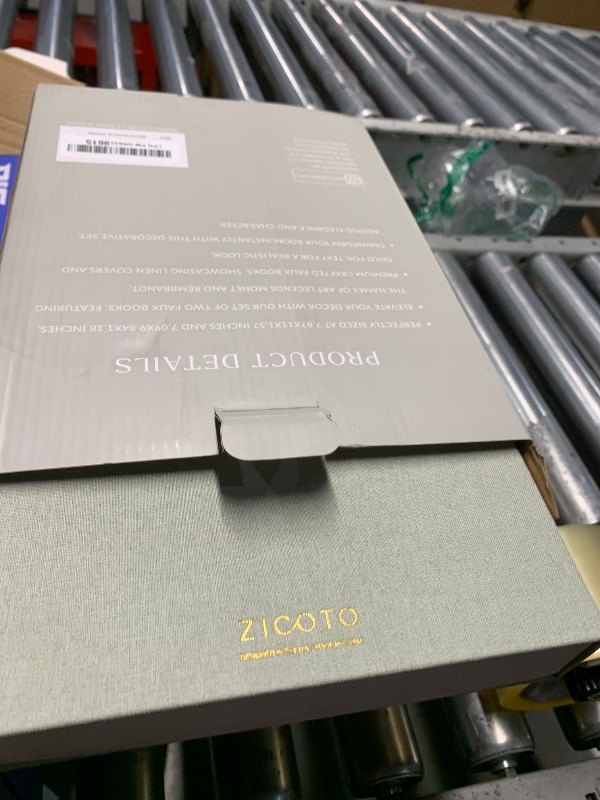 PRODUCT DETAILS
• PERFECTLY SIZED AT 7.87X11X1.57 INCHES AND 7.09X9.84X1.18 INCHES.
• ELEVATE YOUR DÉCOR WITH OUR SET OF TWO FAUX BOOKS, FEATURING
THE NAMES OF ART LEGENDS MONET AND REMBRANDT.
• PREMIUM CRAFTED FAUX BOOKS, SHOWCASING LINEN COVERS AND
GOLD FOIL TEXT FOR A REALISTIC LOOK.
• TRANSFORM YOUR ROOM INSTANTLY WITH THIS DECORATIVE SET,
ADDING ELEGANCE AND CHARACTER.
9615
ZICOTO